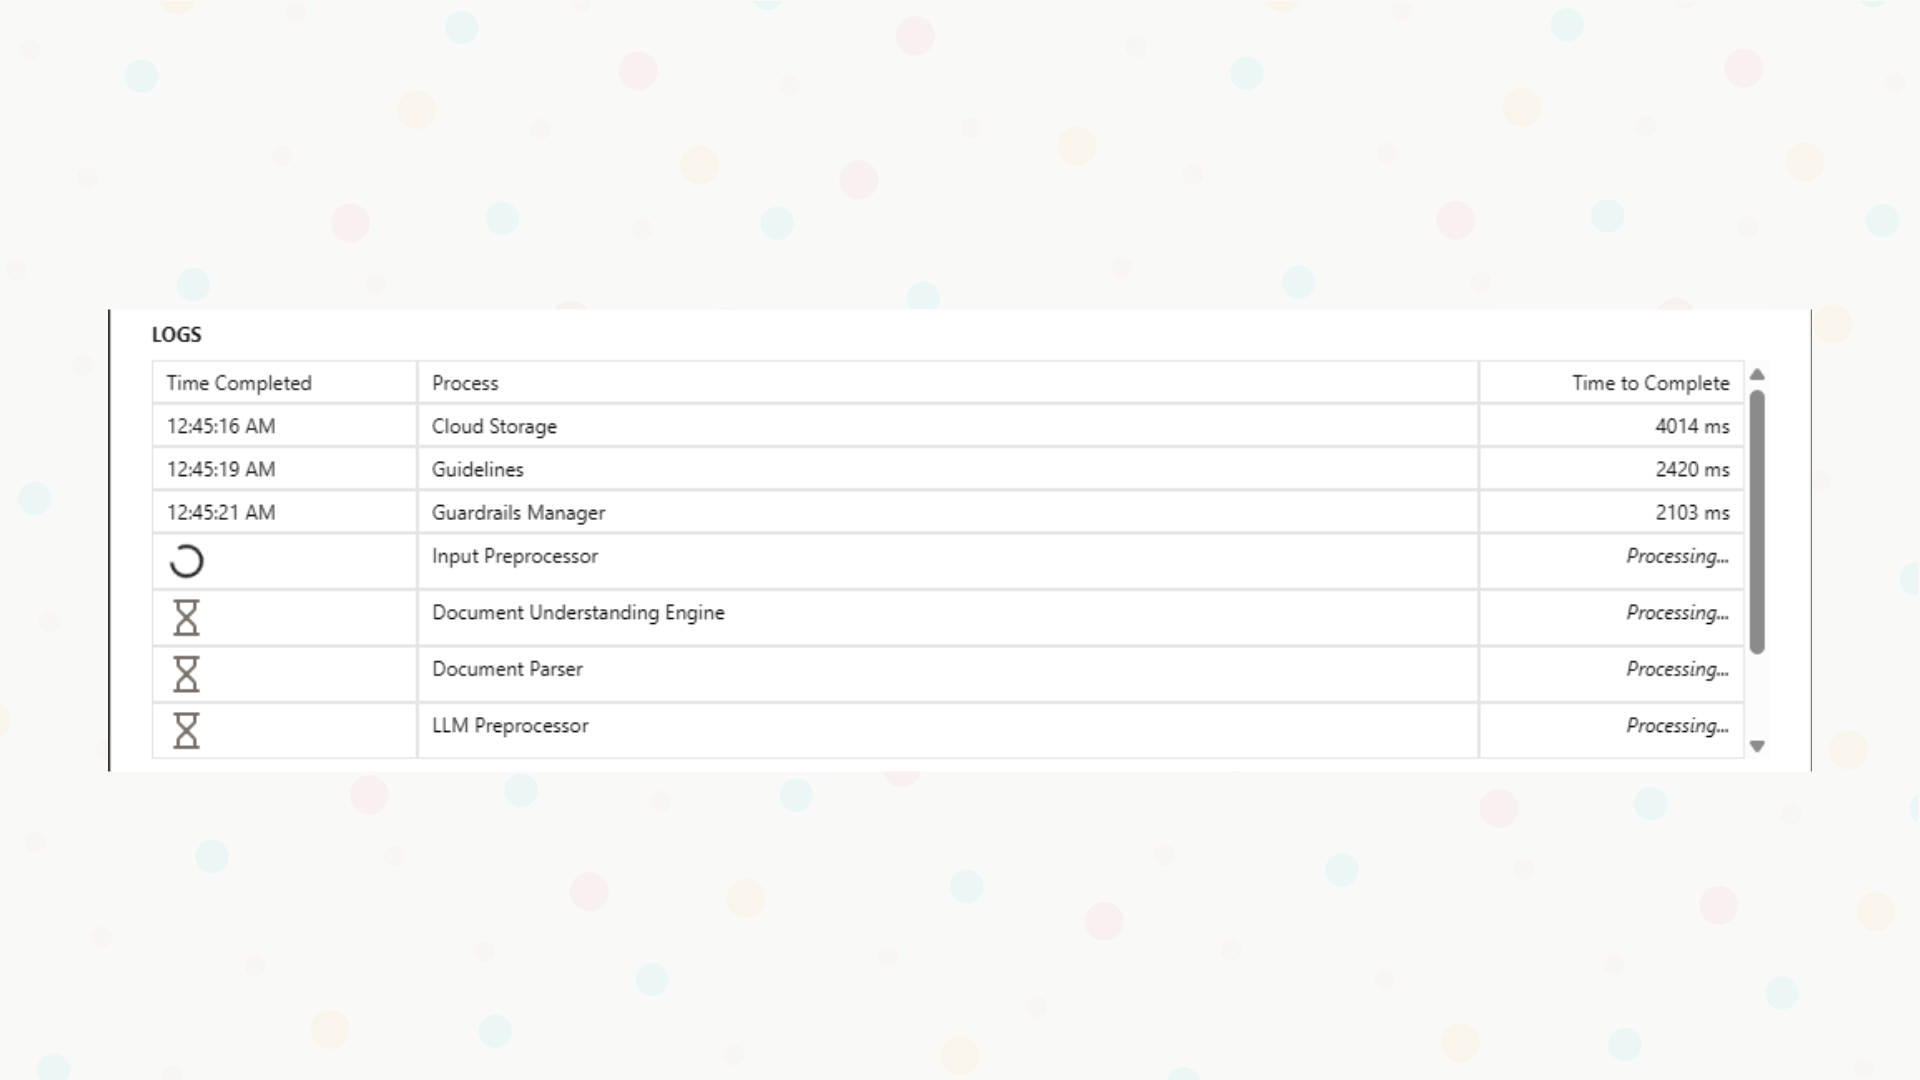 LOGS
Time Completed Process Time to Complete
12:45:16 AM Cloud Storage 4014 ms
12:45:19 AM Guidelines 2420 ms
12:45:21 AM Guardrails Manager 2103 ms
Input Preprocessor Processing...
Document Understanding Engine Processing...
Document Parser Processing...
LLM Preprocessor Processing...